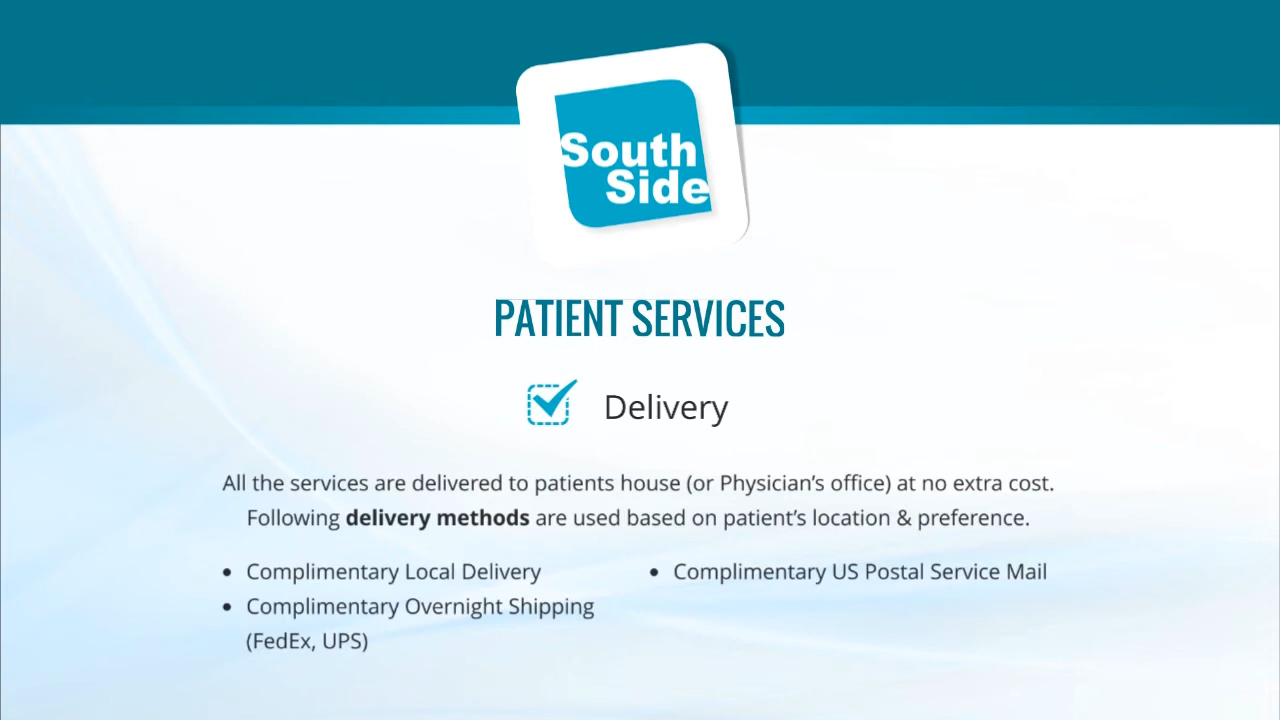 South
Side
PATIENT SERVICES
Delivery
All the services are delivered to patients house (or Physician’s office) at no extra cost.
Following delivery methods are used based on patient’s location & preference.
• Complimentary Local Delivery
• Complimentary Overnight Shipping
(FedEx, UPS)
• Complimentary US Postal Service Mail